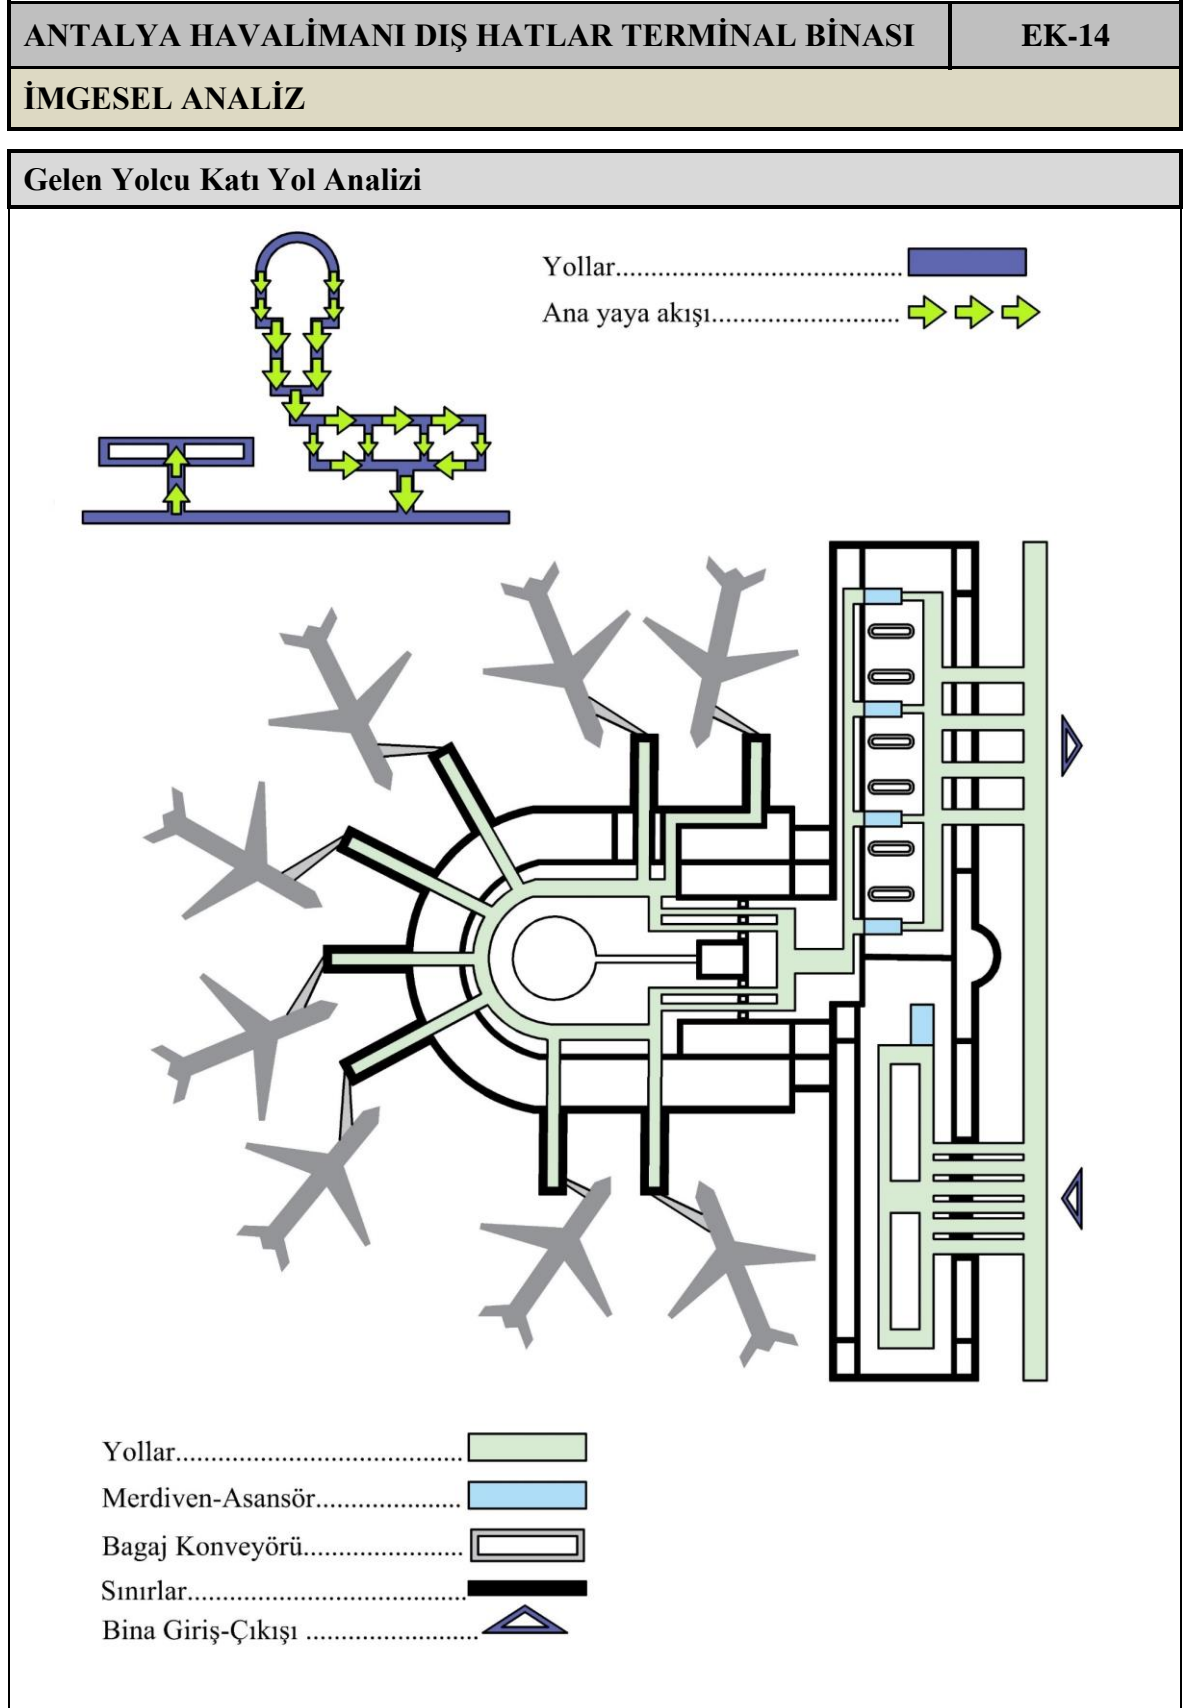 ANTALYA HAVALİMANI DIŞ HATLAR TERMİNAL BİNASI
EK-14
İMGESEL ANALİZ
Gelen Yolcu Katı Yol Analizi
Yollar.........................................
Ana yaya akışı...........................
Yollar.........................................
Merdiven-Asansör.....................
Bagaj Konveyörü.......................
Sınırlar........................................
Bina Giriş-Çıkışı .........................